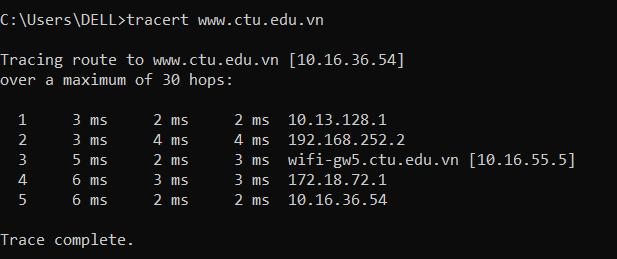 C:\Users\DELL>tracert www.ctu.edu.vn
Tracing route to www.ctu.edu.vn [10.16.36.54]
over a maximum of 30 hops:
1 3 ms 2 ms 2 ms 10.13.128.1
2 3 ms 4 ms 4 ms 192.168.252.2
3 5 ms 2 ms 3 ms wifi-gw5.ctu.edu.vn [10.16.55.5]
4 6 ms 3 ms 3 ms 172.18.72.1
5 6 ms 2 ms 2 ms 10.16.36.54
Trace complete.